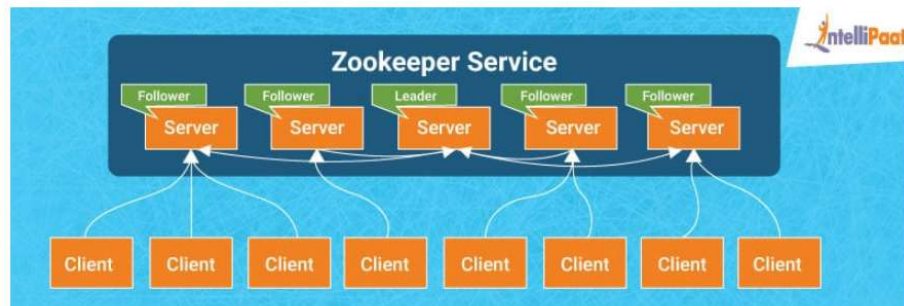 IntelliPaat
Zookeeper Service
Follower Follower Leader Follower Follower
Server Server Server Server Server
Client Client Client Client Client Client Client Client